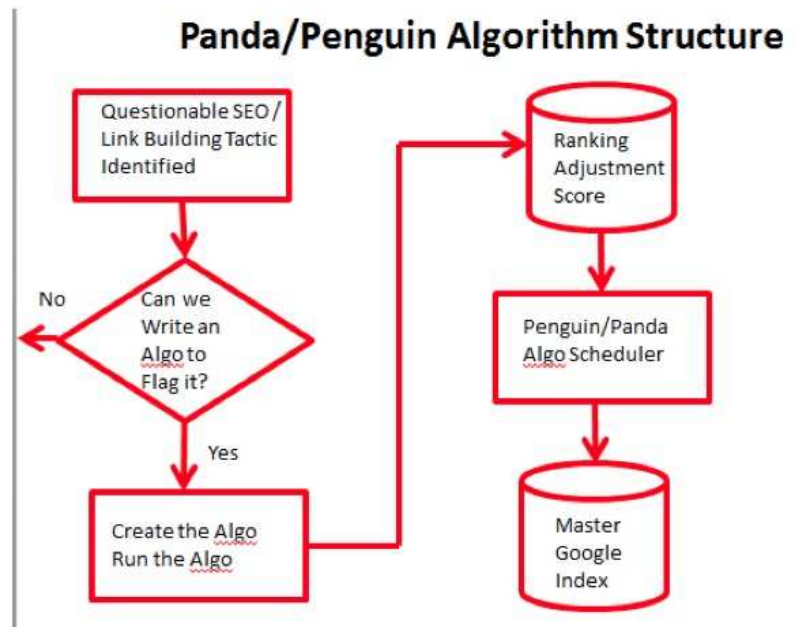 Panda/Penguin Algorithm Structure
Questionable SEO /
Link Building Tactic
Identified
No
Can we
Write an
Algo to
Flag it?
Yes
Create the Algo
Run the Algo
Ranking
Adjustment
Score
Penguin/Panda
Algo Scheduler
Master
Google
Index